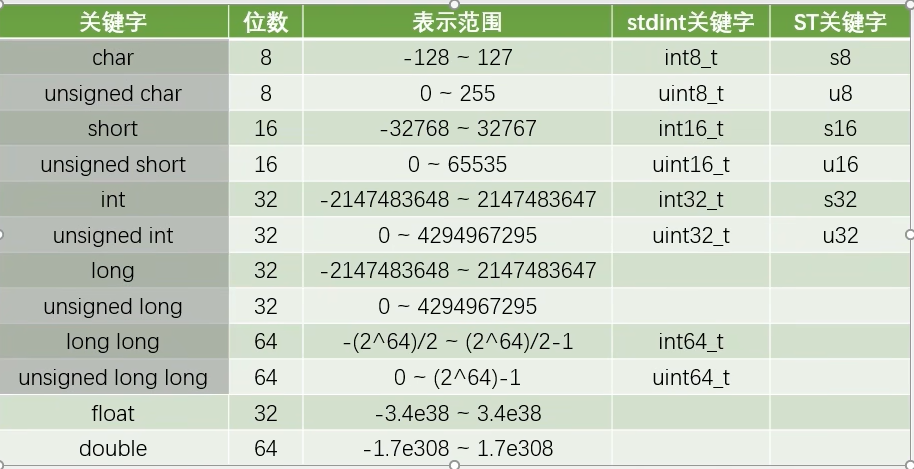 关键字 位数 表示范围 stdint关键字 ST关键字
char 8 -128 ~ 127 int8_t s8
unsigned char 8 0 ~ 255 uint8_t u8
short 16 -32768 ~ 32767 int16_t s16
unsigned short 16 0 ~ 65535 uint16_t u16
int 32 -2147483648 ~ 2147483647 int32_t s32
unsigned int 32 0 ~ 4294967295 uint32_t u32
long 32 -2147483648 ~ 2147483647
unsigned long 32 0 ~ 4294967295
long long 64 -(2^64)/2 ~ (2^64)/2-1 int64_t
unsigned long long 64 0 ~ (2^64)-1 uint64_t
float 32 -3.4e38 ~ 3.4e38
double 64 -1.7e308 ~ 1.7e308